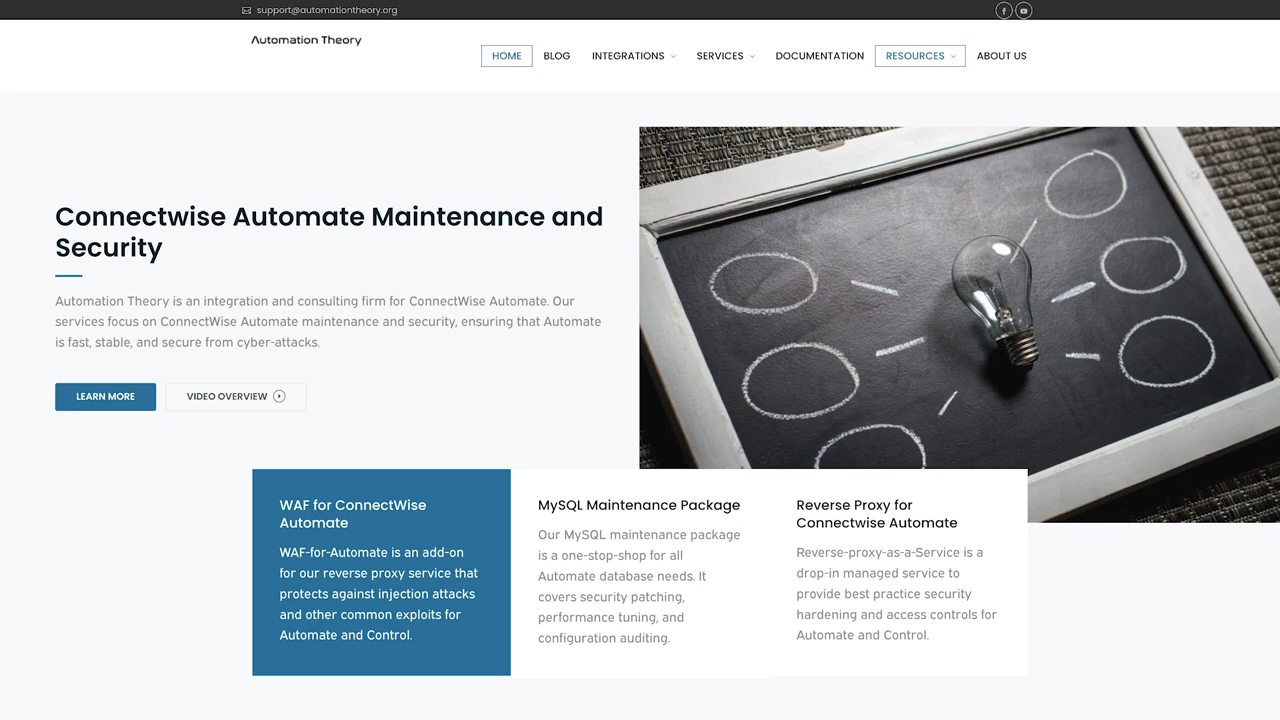 support@automationtheory.org
Automation Theory
HOME BLOG INTEGRATIONS SERVICES DOCUMENTATION RESOURCES ABOUT US
Connectwise Automate Maintenance and
Security
Automation Theory is an integration and consulting firm for ConnectWise Automate. Our
services focus on ConnectWise Automate maintenance and security, ensuring that Automate
is fast, stable, and secure from cyber-attacks.
LEARN MORE VIDEO OVERVIEW
WAF for ConnectWise
Automate
WAF-for-Automate is an add-on
for our reverse proxy service that
protects against injection attacks
and other common exploits for
Automate and Control.
MySQL Maintenance Package
Our MySQL maintenance package
is a one-stop-shop for all
Automate database needs. It
covers security patching,
performance tuning, and
configuration auditing.
Reverse Proxy for
Connectwise Automate
Reverse-proxy-as-a-Service is a
drop-in managed service to
provide best practice security
hardening and access controls for
Automate and Control.